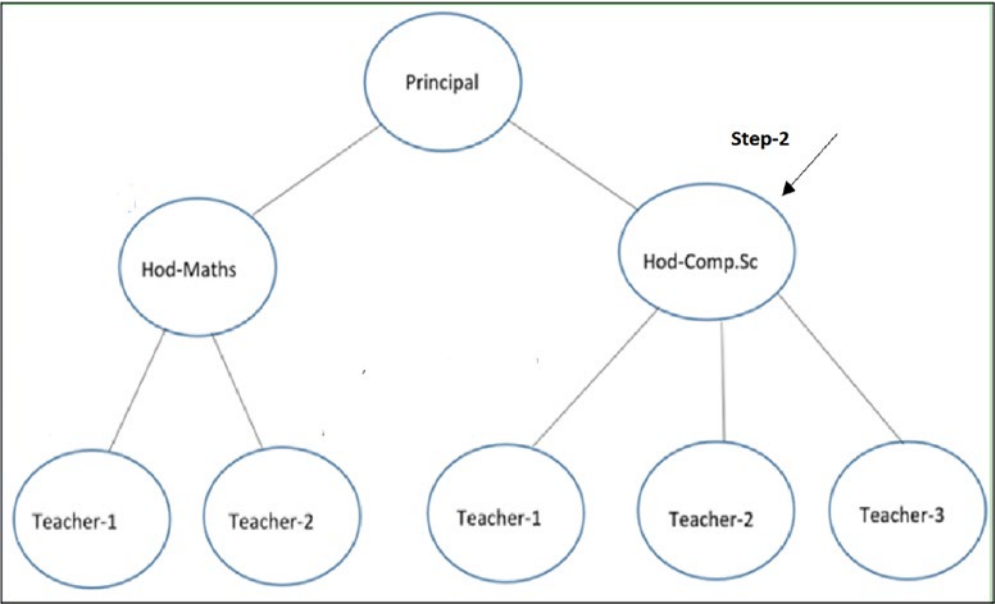 Principal
Step-2
Hod-Maths
Hod-Comp.Sc
Teacher-1
Teacher-2
Teacher-1
Teacher-2
Teacher-3